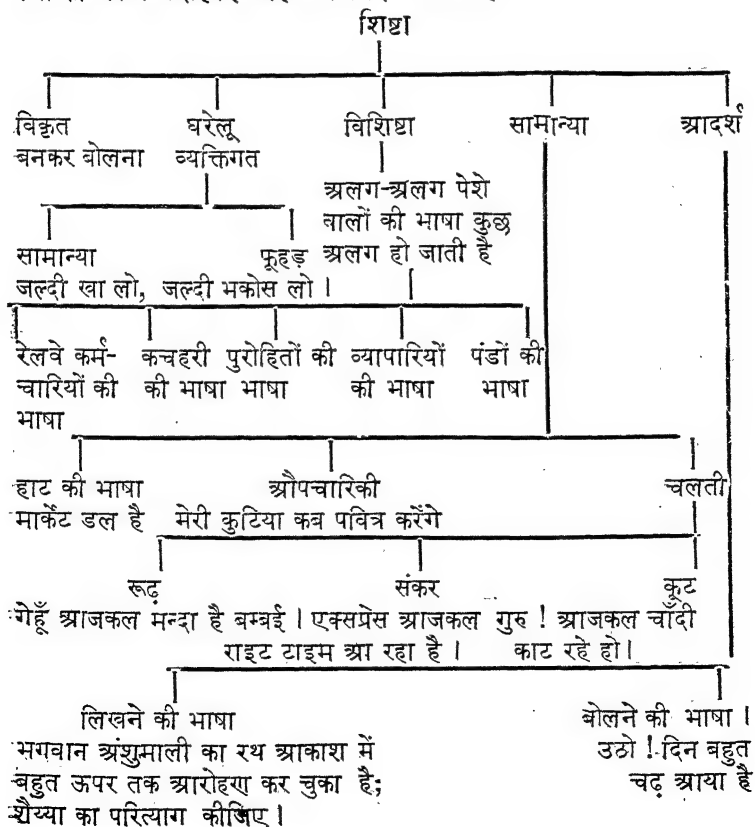 शिष्टा
विकृत घरेलू विशिष्टा सामान्या आदर्श
बनकर बोलना व्यक्तिगत
अलग-अलग पेशे
वालों की भाषा कुछ
सामान्या फूहड़ अलग हो जाती है
जल्दी खा लो, जल्दी भकोस लो ।
रेलवे कर्म- कचहरी पुरोहितों की व्यापारियों पंडों की
चारियों की की भाषा भाषा की भाषा भाषा
भाषा
हाट की भाषा औपचारिकी चलती
मार्केट डल है मेरी कुटिया कब पवित्र करेंगे
रूढ़ संकर कूट
गेहूँ आजकल मन्दा है बम्बई । एक्सप्रेस आजकल गुरु ! आजकल चाँदी
राइट टाइम आ रहा है । काट रहे हो।
लिखने की भाषा बोलने की भाषा ।
भगवान अंशुमाली का रथ आकाश में उठो ! दिन बहुत
बहुत ऊपर तक आरोहण कर चुका है; चढ़ आया है
शैय्या का परित्याग कीजिए ।